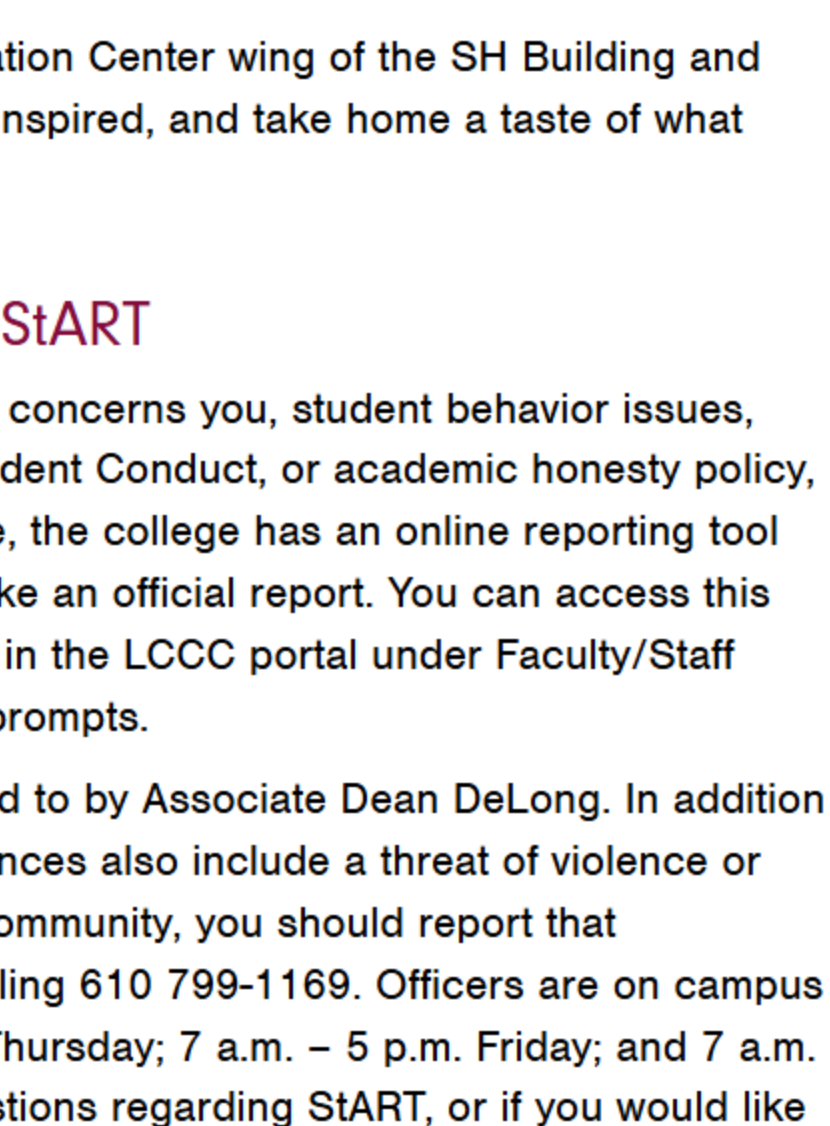 ation Center wing of the SH Building and
nspired, and take home a taste of what
StART
concerns you, student behavior issues,
dent Conduct, or academic honesty policy,
e, the college has an online reporting tool
ke an official report. You can access this
in the LCCC portal under Faculty/Staff
prompts.
d to by Associate Dean DeLong. In addition
nces also include a threat of violence or
ommunity, you should report that
ling 610 799-1169. Officers are on campus
Thursday; 7 a.m. – 5 p.m. Friday; and 7 a.m.
stions regarding StART, or if you would like